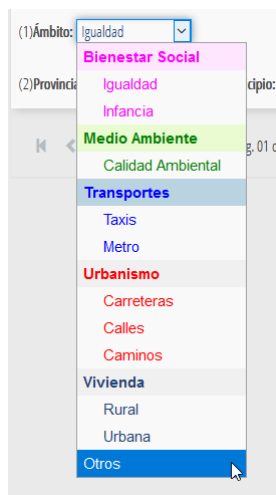 (1)Ámbito: Igualdad
Bienestar Social
Igualdad
Infancia
Medio Ambiente
Calidad Ambiental
Transportes
Taxis
Metro
Urbanismo
Carreteras
Calles
Caminos
Vivienda
Rural
Urbana
Otros
(2)Provincia
cipio:
g. 01 c